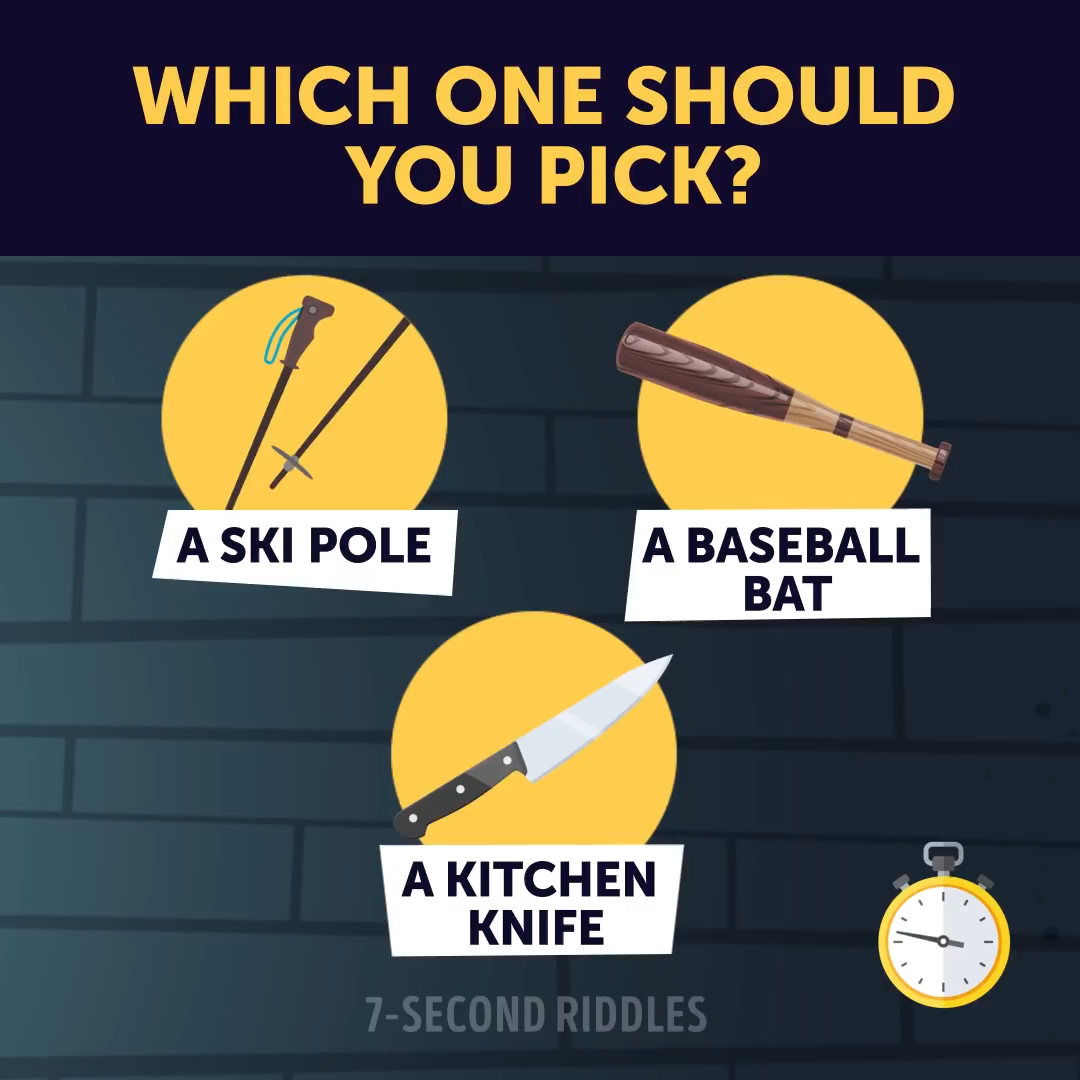 WHICH ONE SHOULD
YOU PICK?
A SKI POLE
A BASEBALL
BAT
A KITCHEN
KNIFE
7-SECOND RIDDLES